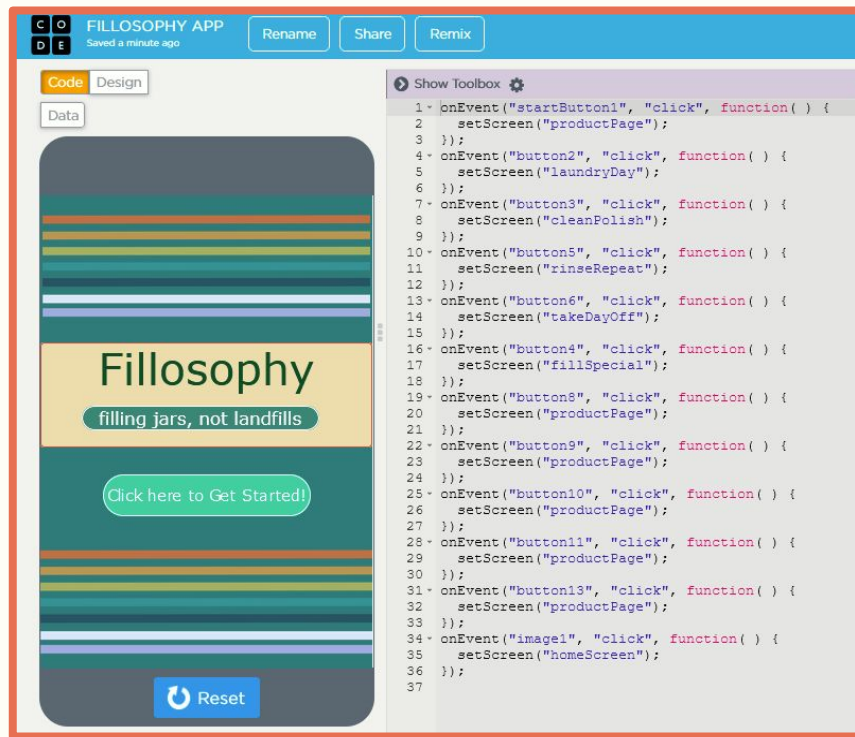 C O
D E
FILLOSOPHY APP
Saved a minute ago
Rename
Share
Remix
Code
Design
Data
Fillosophy
filling jars, not landfills
Click here to Get Started!
Reset
Show Toolbox
1 onEvent("startButton1", "click", function( ) {
2   setScreen("productPage");
3 });
4 onEvent("button2", "click", function( ) {
5   setScreen("laundryDay");
6 });
7 onEvent("button3", "click", function( ) {
8   setScreen("cleanPolish");
9 });
10 onEvent("button5", "click", function( ) {
11   setScreen("rinseRepeat");
12 });
13 onEvent("button6", "click", function( ) {
14   setScreen("takeDayOff");
15 });
16 onEvent("button4", "click", function( ) {
17   setScreen("fillSpecial");
18 });
19 onEvent("button8", "click", function( ) {
20   setScreen("productPage");
21 });
22 onEvent("button9", "click", function( ) {
23   setScreen("productPage");
24 });
25 onEvent("button10", "click", function( ) {
26   setScreen("productPage");
27 });
28 onEvent("button11", "click", function( ) {
29   setScreen("productPage");
30 });
31 onEvent("button13", "click", function( ) {
32   setScreen("productPage");
33 });
34 onEvent("image1", "click", function( ) {
35   setScreen("homeScreen");
36 });
37